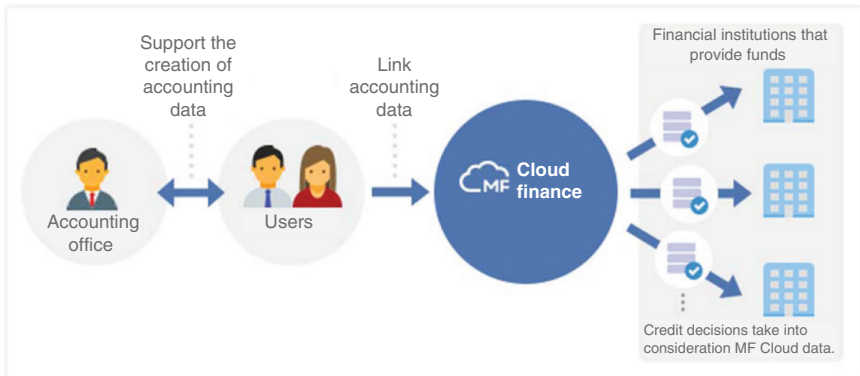 Support the
creation of
accounting
data
Link
accounting
data
Financial institutions that
provide funds
Accounting
office
Users
MF
Cloud
finance
Credit decisions take into
consideration MF Cloud data.